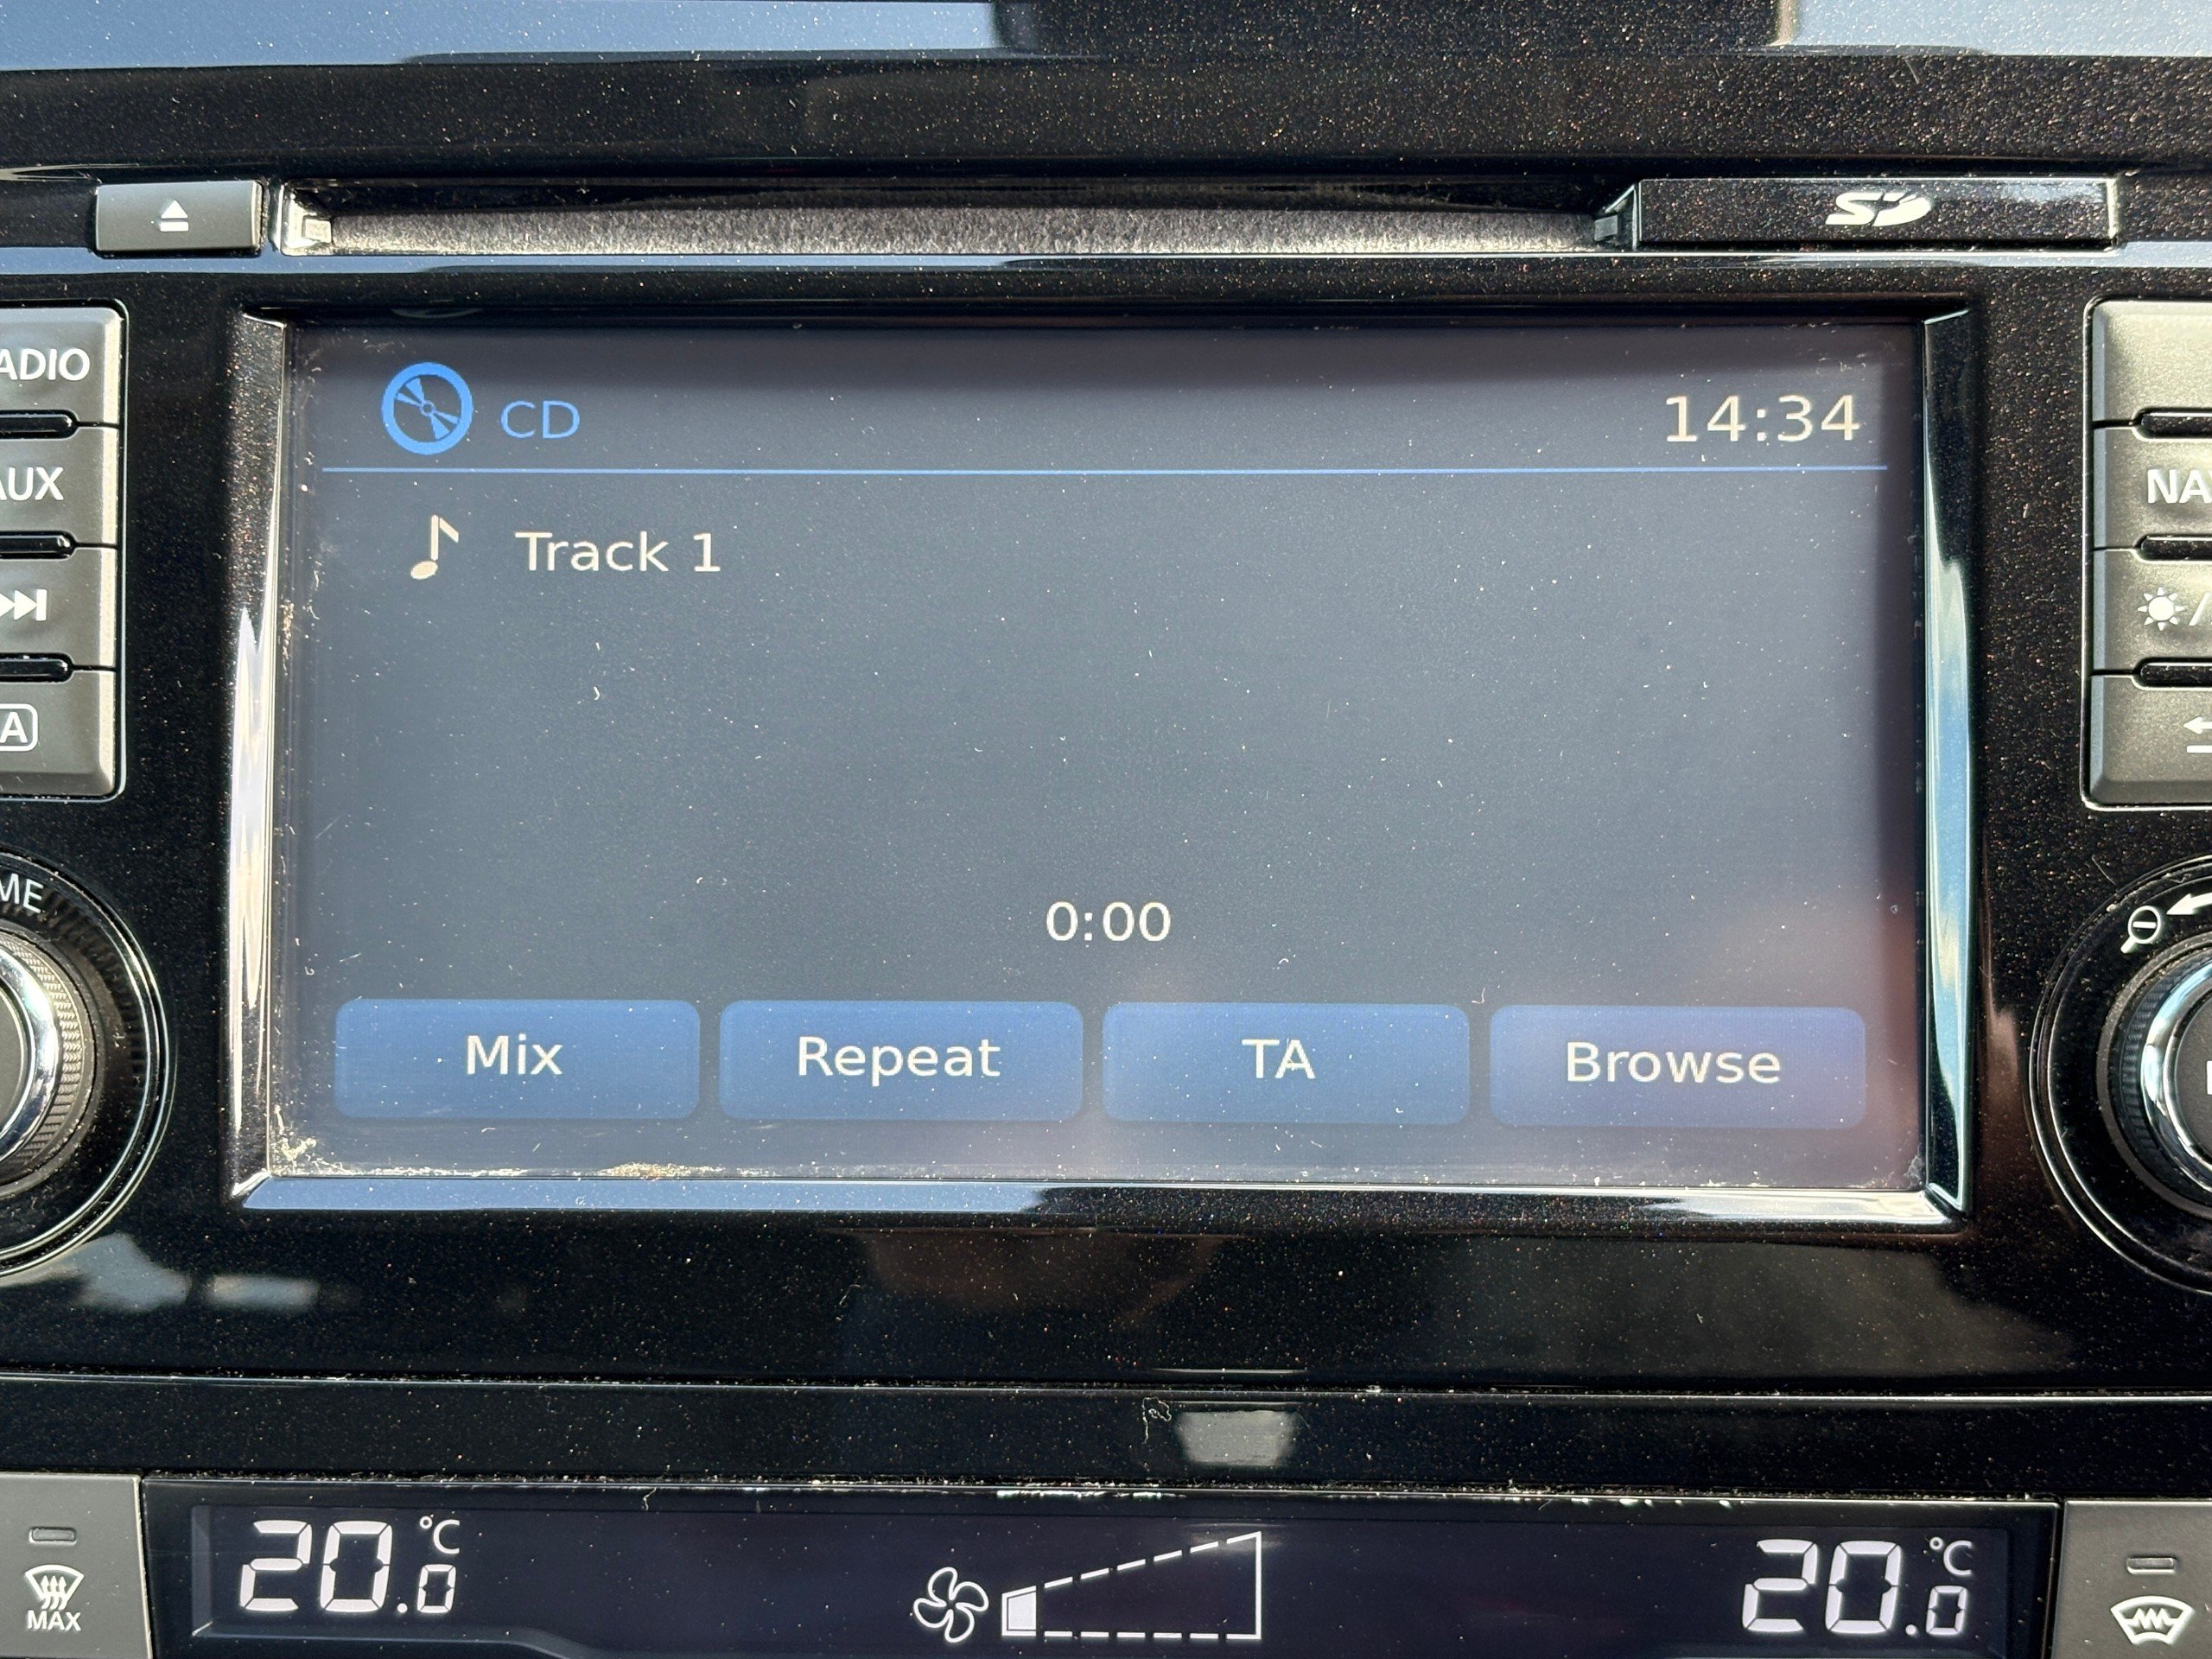 SD
ADIO
CD
14:34
AUX
Track 1
NA
A
0:00
ME
Mix
Repeat
TA
Browse
20.0 °C
20.0 °C
MAX